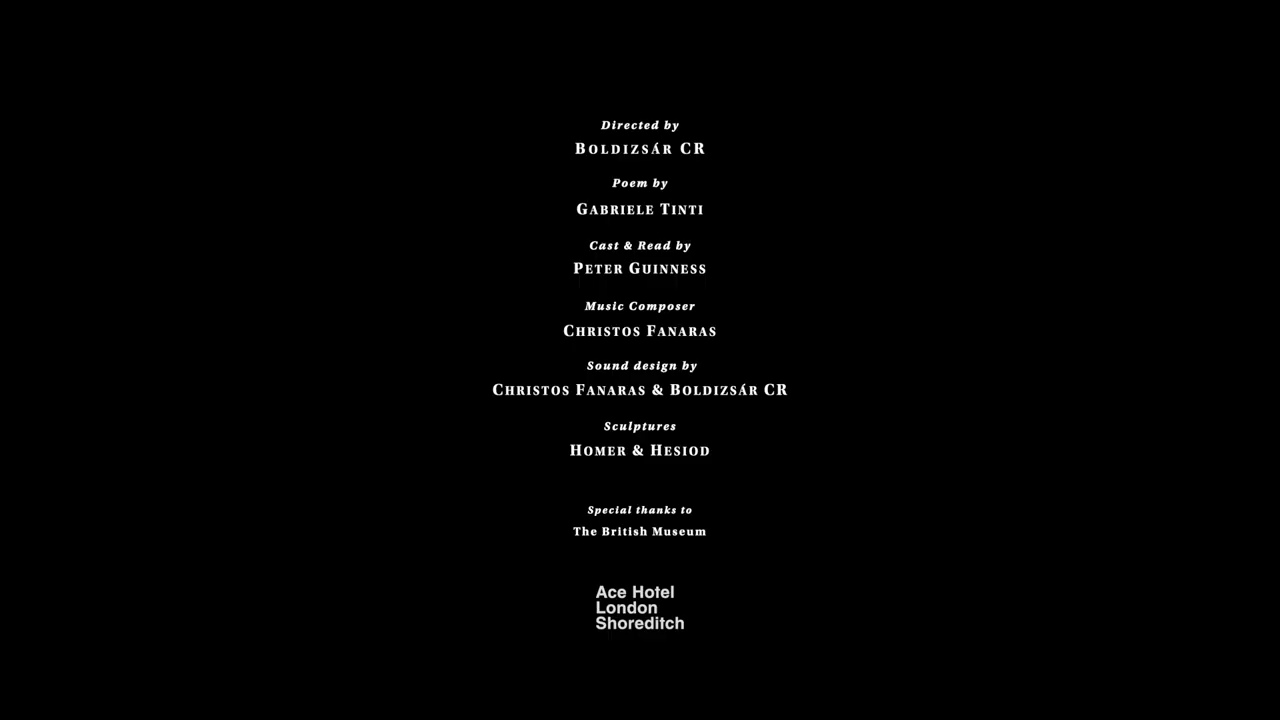 Directed by
BOLDIZSÁR CR
Poem by
GABRIELE TINTI
Cast & Read by
PETER GUINNESS
Music Composer
CHRISTOS FANARAS
Sound design by
CHRISTOS FANARAS & BOLDIZSÁR CR
Sculptures
HOMER & HESIOD
Special thanks to
The British Museum
Ace Hotel
London
Shoreditch